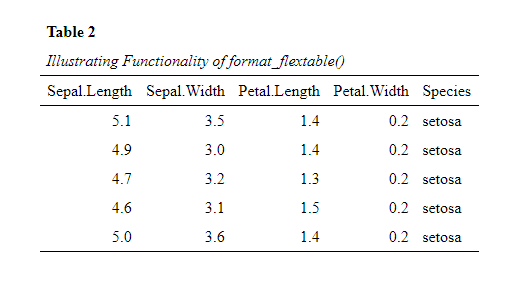 Table 2
Illustrating Functionality of format_flextable()
Sepal.Length Sepal.Width Petal.Length Petal.Width Species
5.1 3.5 1.4 0.2 setosa
4.9 3.0 1.4 0.2 setosa
4.7 3.2 1.3 0.2 setosa
4.6 3.1 1.5 0.2 setosa
5.0 3.6 1.4 0.2 setosa